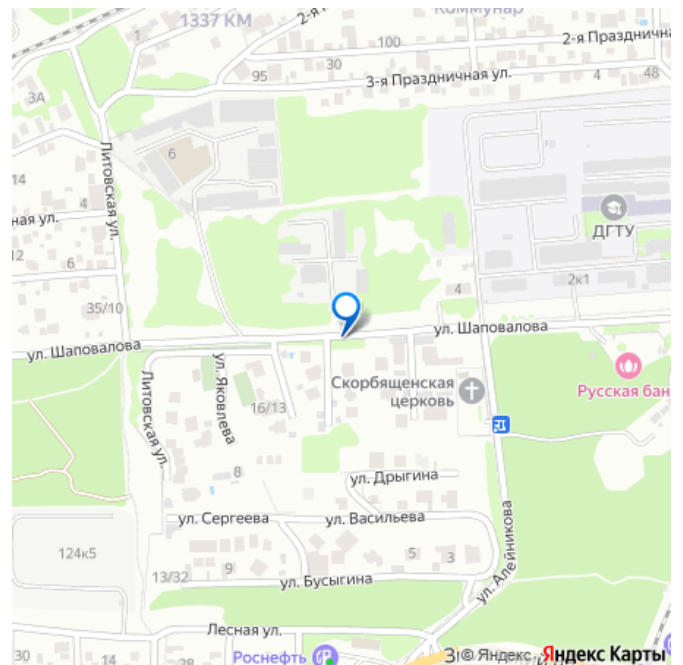 1337 КМ
2-я
Коммунар
1
100
2-я Праздничная ул.
30
95
3-я Праздничная ул.
4
48
3А
Литовская ул.
6
14
4
ная ул.
ДГТУ
12
6
2к1
4
35/10
ул. Шаповалова
ул. Шаповалова
Литовская ул.
ул. Яковлева
Скорбященская
церковь
Русская бан
16/13
8
ул. Дрыгина
ул. Сергеева
ул. Васильева
ул. Алейникова
124к5
5
3
9
13/32
ул. Бусыгина
Лесная ул.
30
14
Роснефть
3
© Яндекс
Яндекс Карты